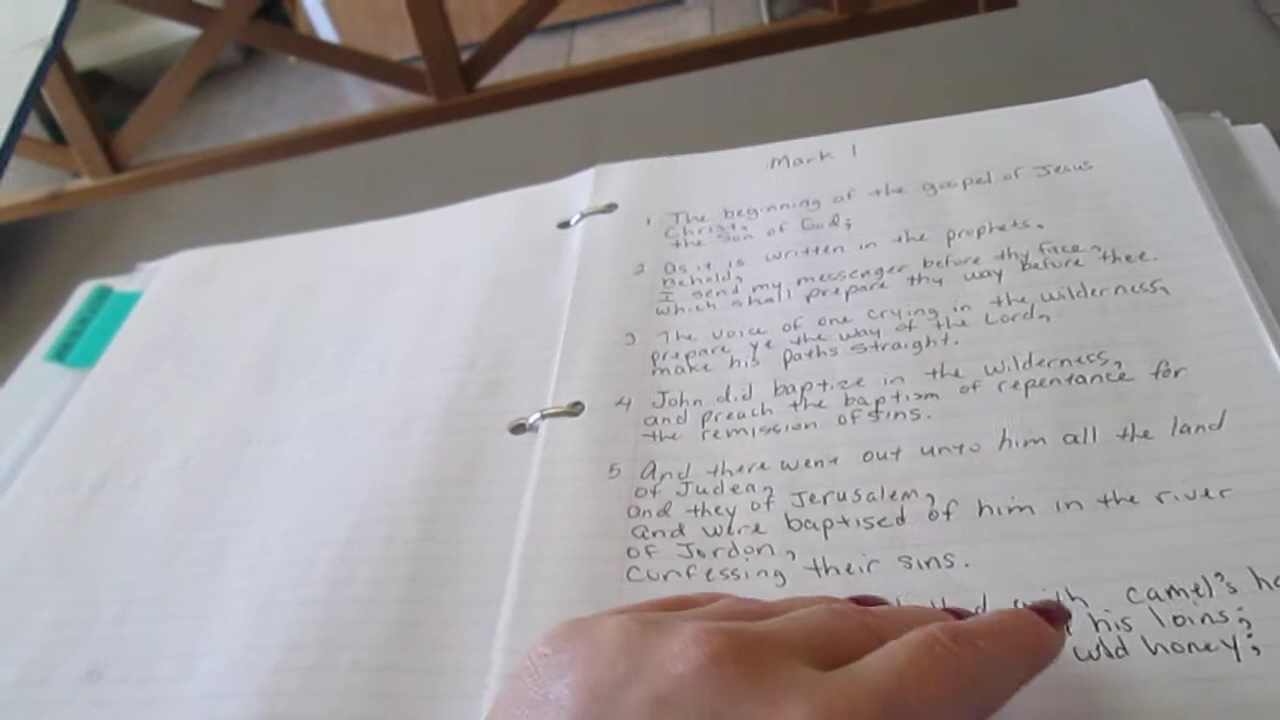 Mark 1
1 The beginning of the gospel of Jesus
Christ,
the Son of God;
2 As it is written in the prophets,
Behold,
I send my messenger before thy face,
which shall prepare thy way before thee.
3 The voice of one crying in the wilderness,
prepare ye the way of the Lord,
make his paths straight.
4 John did baptize in the wilderness,
and preach the baptism of repentance for
the remission of sins.
5 And there went out unto him all the land
of Judea,
and they of Jerusalem,
and were baptised of him in the river
of Jordon,
confessing their sins.
with camel's
his loins;
wild honey;